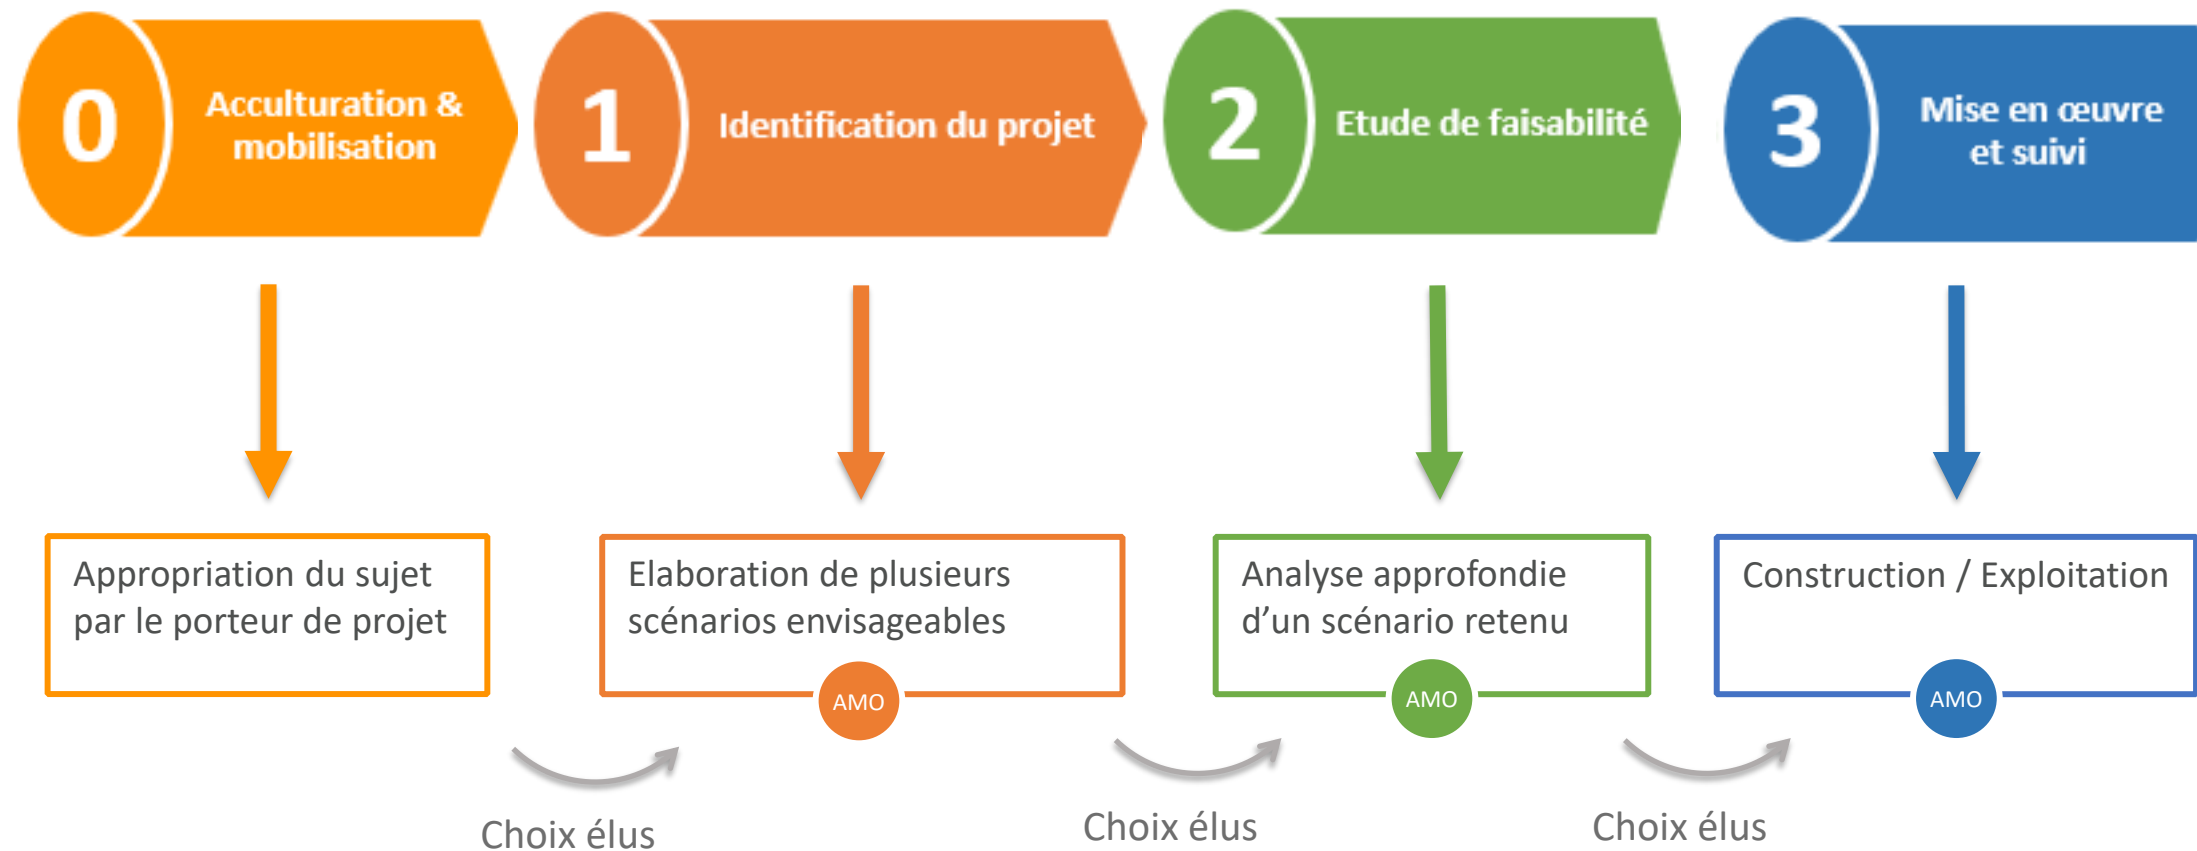 0
Acculturation &
mobilisation
1
Identification du projet
2
Etude de faisabilité
3
Mise en œuvre
et suivi
Appropriation du sujet
par le porteur de projet
Elaboration de plusieurs
scénarios envisageables
AMO
Analyse approfondie
d’un scénario retenu
AMO
Construction / Exploitation
AMO
Choix élus
Choix élus
Choix élus